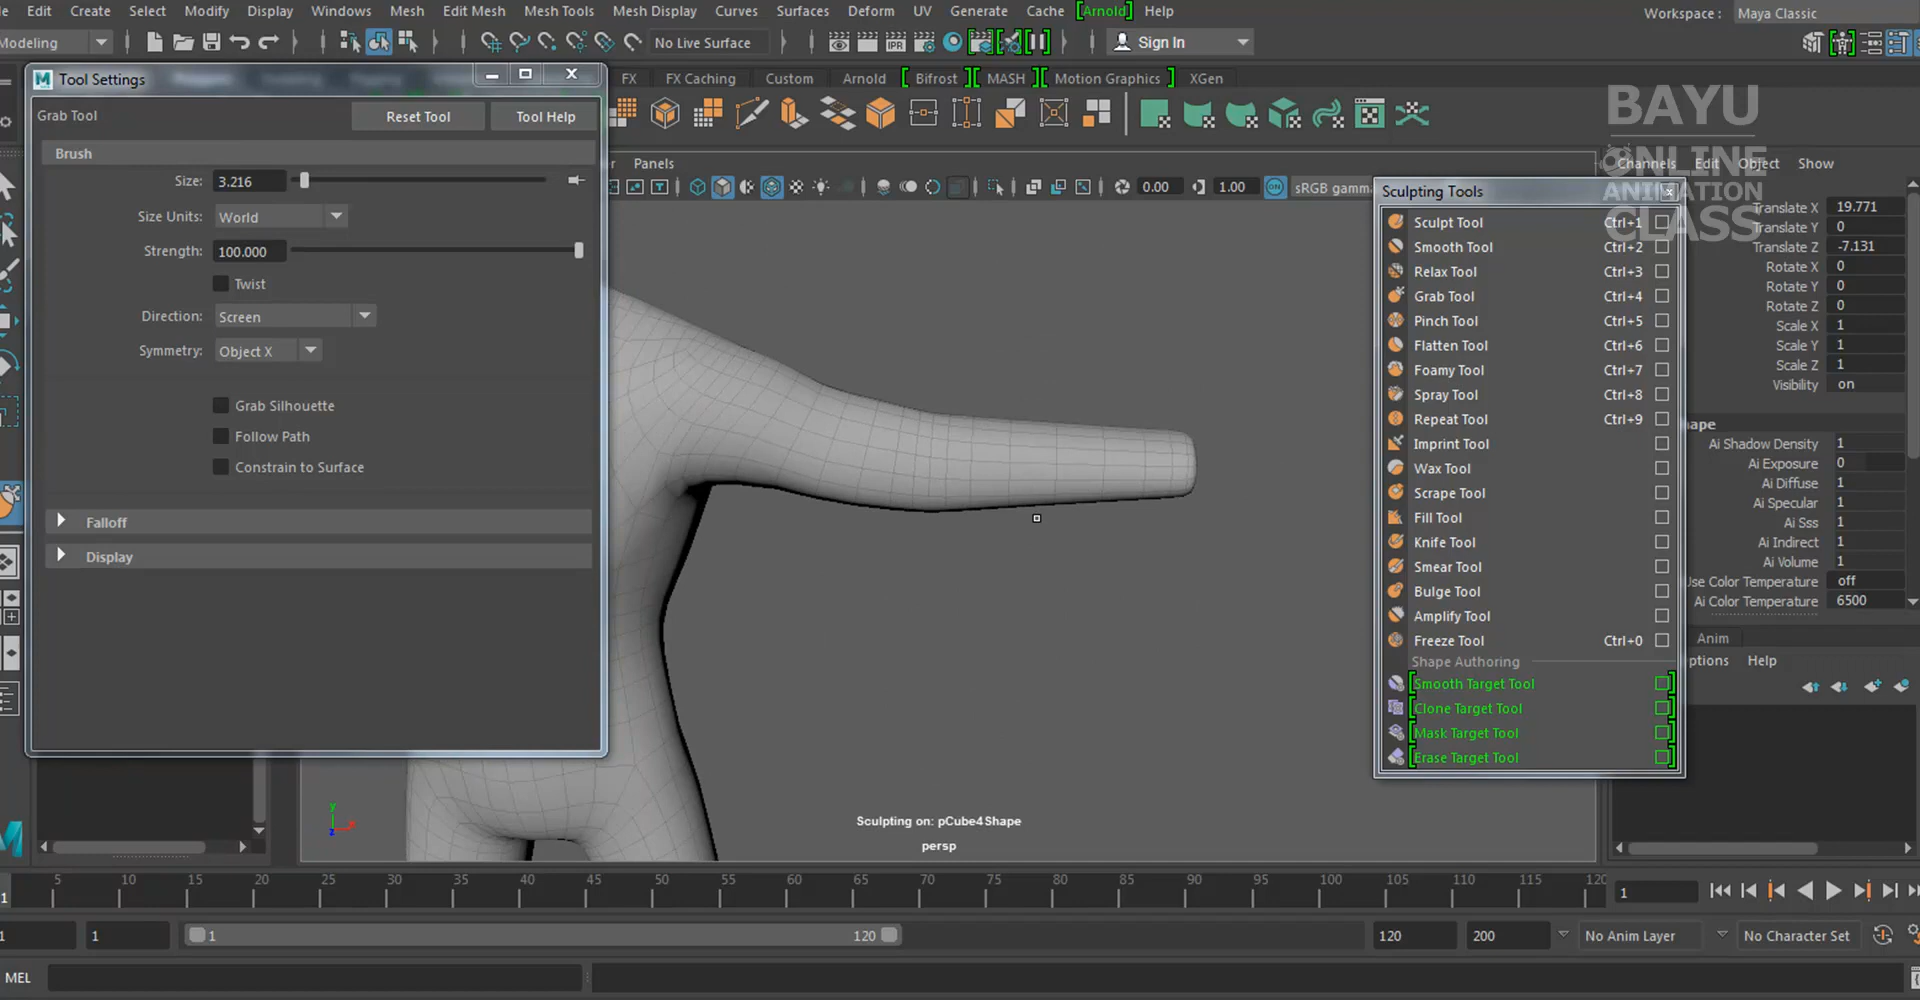 Edit Create Select Modify Display Windows Mesh Edit Mesh Mesh Tools Mesh Display Curves Surfaces Deform UV Generate Cache [Arnold] Help
Workspace : Maya Classic
Modeling
No Live Surface
IPR
Sign In
FX FX Caching Custom Arnold [ Bifrost ][ MASH ][ Motion Graphics ] XGen
BAYU
ONLINE
ANIMATION
CLASS
Tool Settings
Grab Tool
Reset Tool
Tool Help
Brush
Size: 3.216
Size Units: World
Strength: 100.000
Twist
Direction: Screen
Symmetry: Object X
Grab Silhouette
Follow Path
Constrain to Surface
Falloff
Display
Panels
0.00
1.00
ON
sRGB gamma
Sculpting Tools
Sculpt Tool Ctrl+1
Smooth Tool Ctrl+2
Relax Tool Ctrl+3
Grab Tool Ctrl+4
Pinch Tool Ctrl+5
Flatten Tool Ctrl+6
Foamy Tool Ctrl+7
Spray Tool Ctrl+8
Repeat Tool Ctrl+9
Imprint Tool
Wax Tool
Scrape Tool
Fill Tool
Knife Tool
Smear Tool
Bulge Tool
Amplify Tool
Freeze Tool Ctrl+0
Shape Authoring
[Smooth Target Tool ]
[Clone Target Tool ]
[Mask Target Tool ]
[Erase Target Tool ]
Channels Edit Object Show
Translate X 19.771
Translate Y 0
Translate Z -7.131
Rotate X 0
Rotate Y 0
Rotate Z 0
Scale X 1
Scale Y 1
Scale Z 1
Visibility on
hape
Ai Shadow Density 1
Ai Exposure 0
Ai Diffuse 1
Ai Specular 1
Ai Sss 1
Ai Indirect 1
Ai Volume 1
Use Color Temperature off
Ai Color Temperature 6500
Anim
ptions Help
y
z
Sculpting on: pCube4Shape
persp
5 10 15 20 25 30 35 40 45 50 55 60 65 70 75 80 85 90 95 100 105 110 115 120
1
1
1
1
1
120
120
200
No Anim Layer
No Character Set
MEL